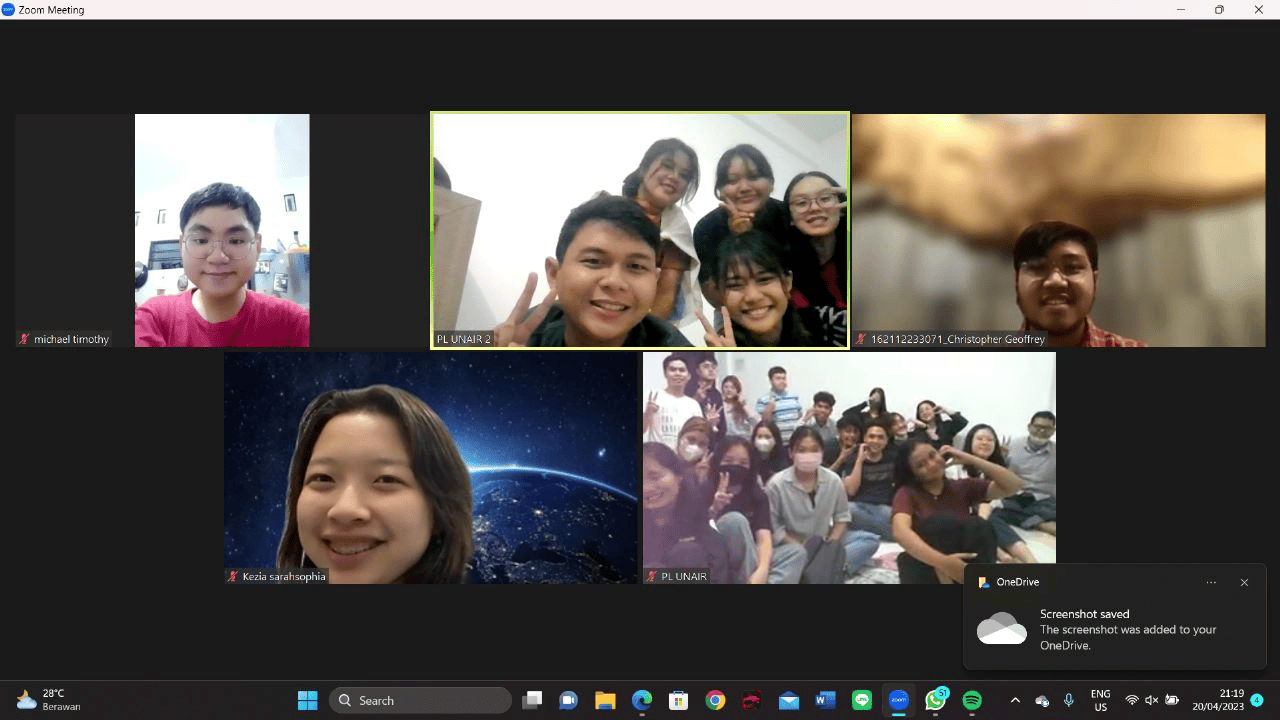 Zoom Meeting
michael timothy
PL UNAIR 2
162112233071_Christopher Geoffrey
Kezia sarahsophia
PL UNAIR
OneDrive
Screenshot saved
The screenshot was added to your
OneDrive.
28°C
Berawan
Search
51
ENG
US
21:19
20/04/2023
4